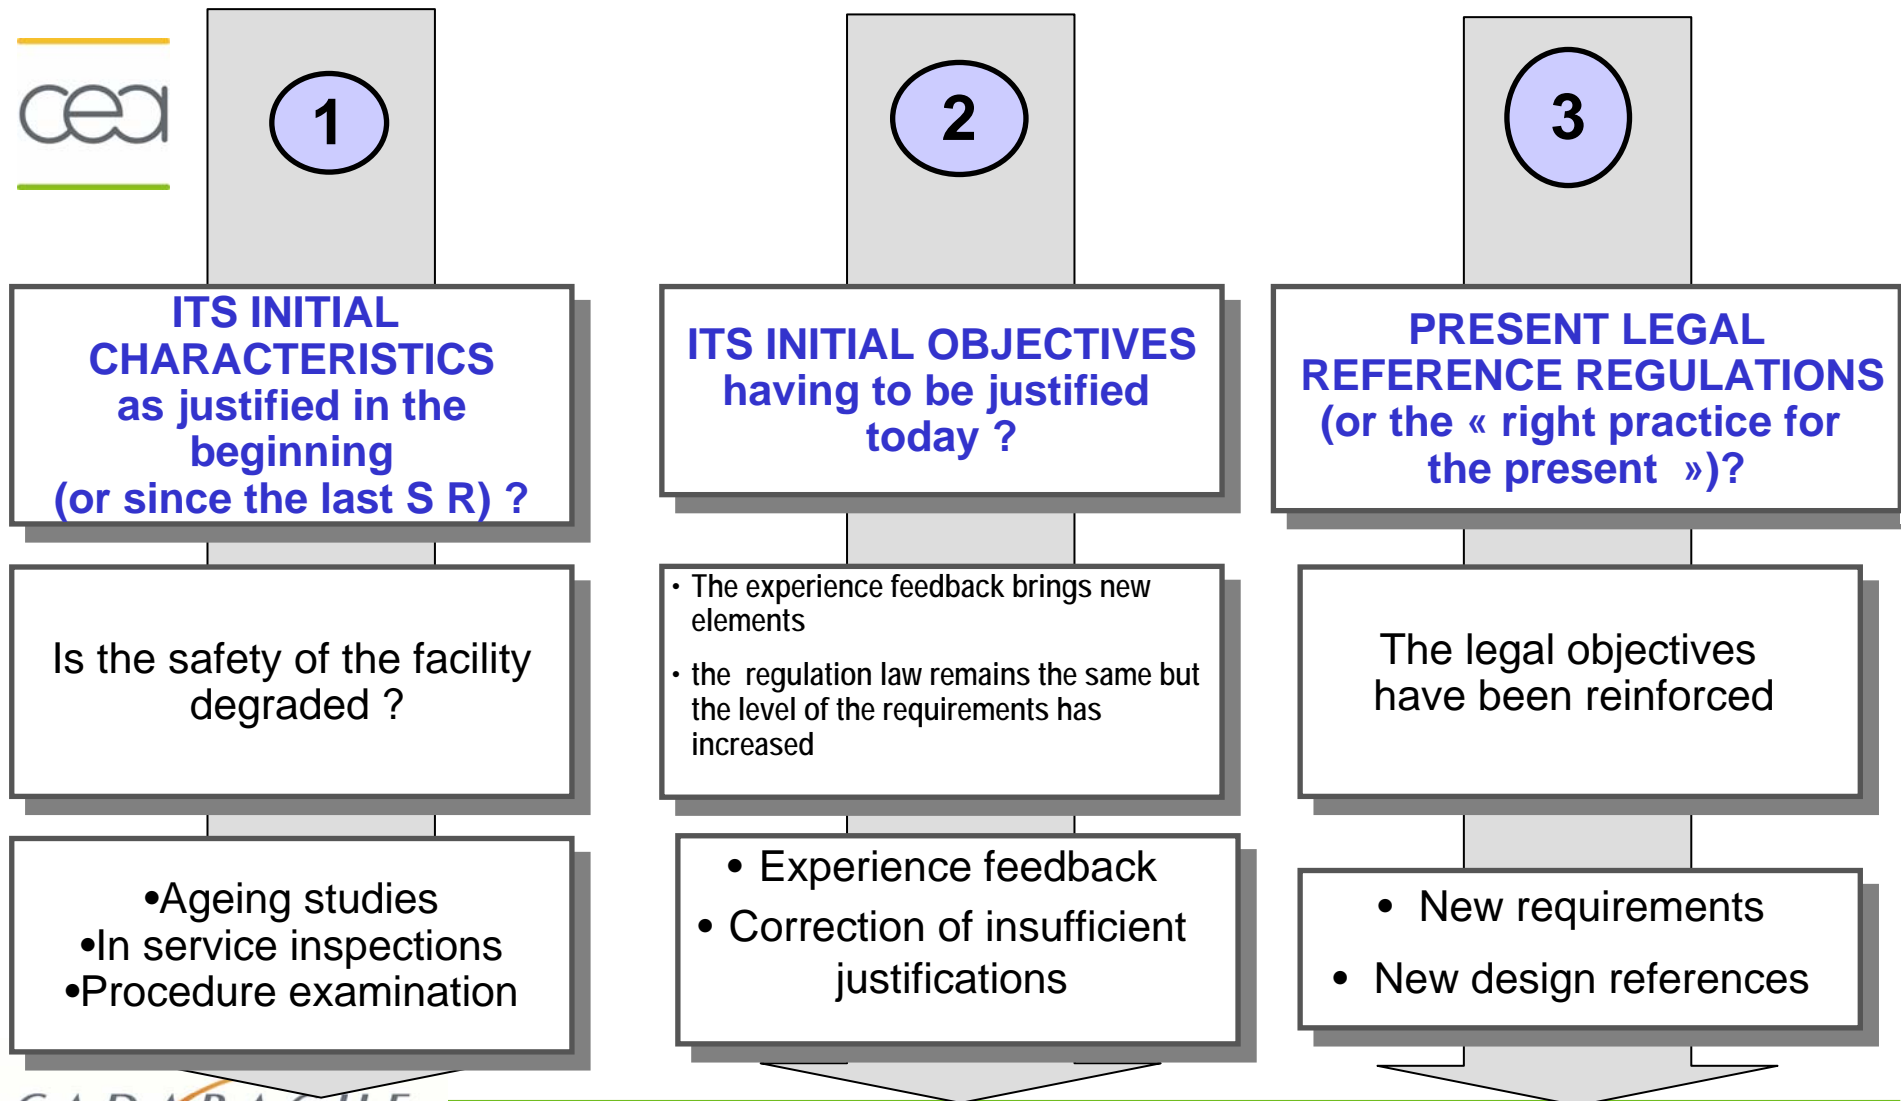 cea
1
2
3
ITS INITIAL
CHARACTERISTICS
as justified in the
beginning
(or since the last S R) ?
ITS INITIAL OBJECTIVES
having to be justified
today ?
PRESENT LEGAL
REFERENCE REGULATIONS
(or the « right practice for
the present »)?
Is the safety of the facility
degraded ?
• The experience feedback brings new
elements
• the regulation law remains the same but
the level of the requirements has
increased
The legal objectives
have been reinforced
•Ageing studies
•In service inspections
•Procedure examination
• Experience feedback
• Correction of insufficient
justifications
• New requirements
• New design references
CADARACHE